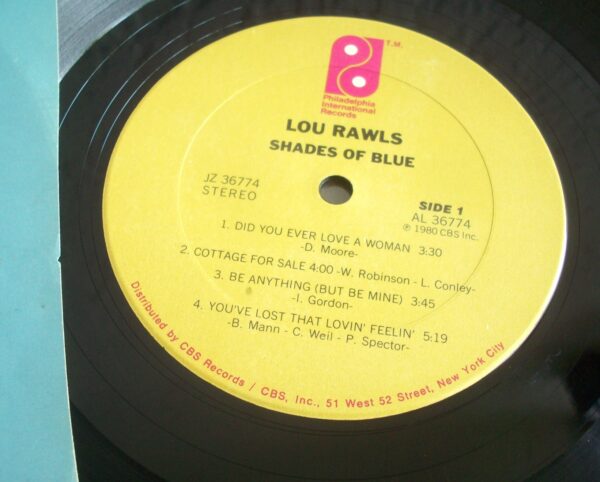 T.M.
Philadelphia
International
Records
LOU RAWLS
SHADES OF BLUE
JZ 36774
STEREO
SIDE 1
AL 36774
℗ 1980 CBS Inc.
1. DID YOU EVER LOVE A WOMAN 3:30
-D. Moore-
2. COTTAGE FOR SALE 4:00 -W. Robinson - L. Conley-
3. BE ANYTHING (BUT BE MINE) 3:45
-I. Gordon-
4. YOU'VE LOST THAT LOVIN' FEELIN' 5:19
-B. Mann - C. Weil - P. Spector-
Distributed by CBS Records / CBS, Inc., 51 West 52 Street, New York City